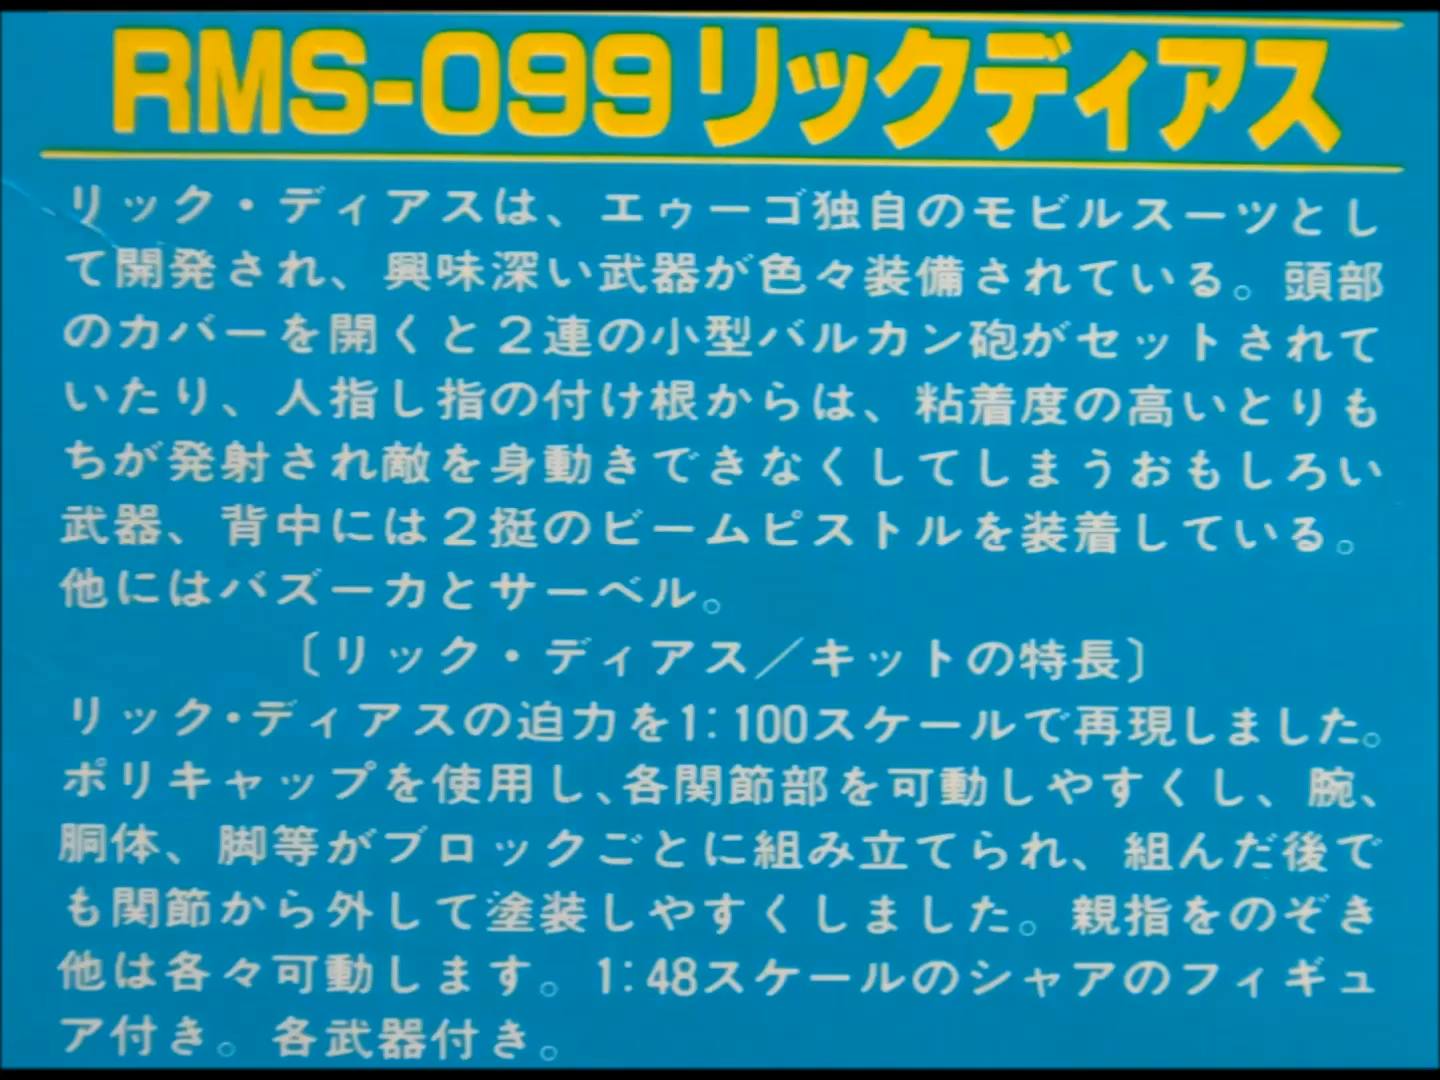 RMS-099リックディアス
リック・ディアスは、エゥーゴ独自のモビルスーツとし
て開発され、興味深い武器が色々装備されている。頭部
のカバーを開くと2連の小型バルカン砲がセットされて
いたり、人指し指の付け根からは、粘着度の高いとりも
ちが発射され敵を身動きできなくしてしまうおもしろい
武器、背中には2挺のビームピストルを装着している。
他にはバズーカとサーベル。
〔リック・ディアス／キットの特長〕
リック・ディアスの迫力を1:100スケールで再現しました。
ポリキャップを使用し、各関節部を可動しやすくし、腕、
胴体、脚等がブロックごとに組み立てられ、組んだ後で
も関節から外して塗装しやすくしました。親指をのぞき
他は各々可動します。1:48スケールのシャアのフィギュ
ア付き。各武器付き。